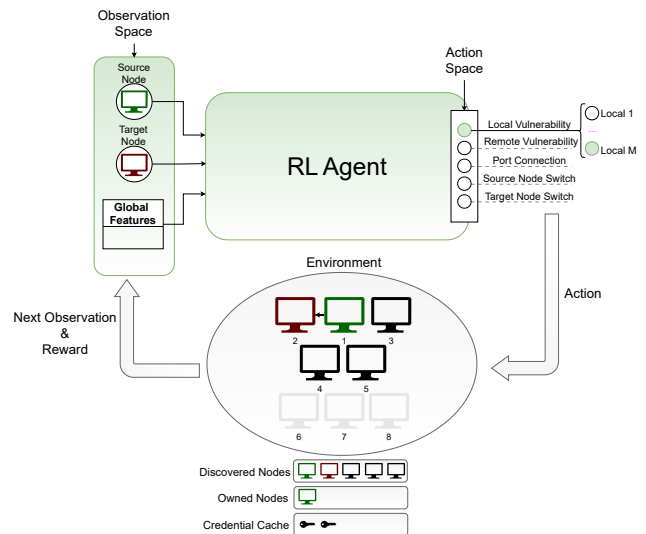 Observation
Space
Source
Node
Target
Node
Global
Features
RL Agent
Action
Space
Local Vulnerability
Remote Vulnerability
Port Connection
Source Node Switch
Target Node Switch
Local 1
...
Local M
Action
Environment
2
1
3
4
5
6
7
8
Next Observation
&
Reward
Discovered Nodes
Owned Nodes
Credential Cache